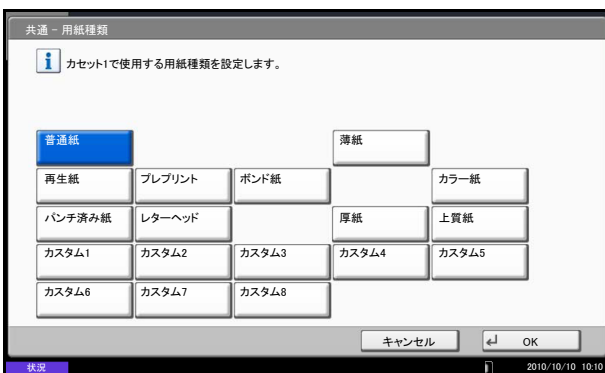 共通 - 用紙種類
カセット1で使用する用紙種類を設定します。
普通紙 薄紙
再生紙 プレプリント ボンド紙 カラー紙
パンチ済み紙 レターヘッド 厚紙 上質紙
カスタム1 カスタム2 カスタム3 カスタム4 カスタム5
カスタム6 カスタム7 カスタム8
キャンセル OK
状況 2010/10/10 10:10